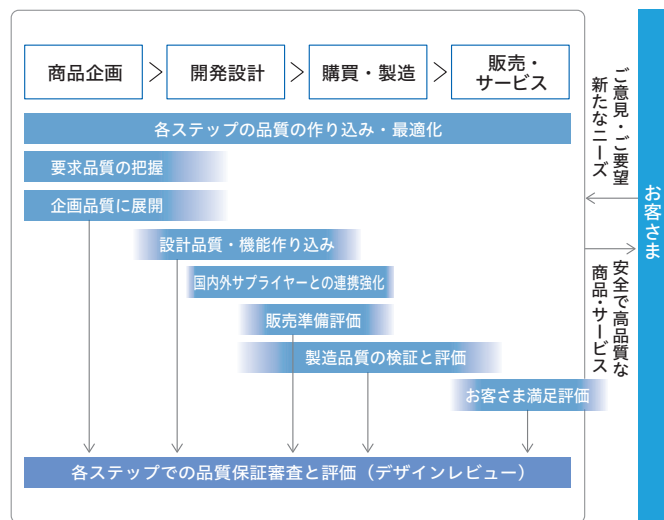 商品企画
開発設計
購買・製造
販売・
サービス
各ステップの品質の作り込み・最適化
要求品質の把握
企画品質に展開
設計品質・機能作り込み
国内外サプライヤーとの連携強化
販売準備評価
製造品質の検証と評価
お客さま満足評価
各ステップでの品質保証審査と評価（デザインレビュー）
ご意見・ご要望
新たなニーズ
安全で高品質な
商品・サービス
お客さま